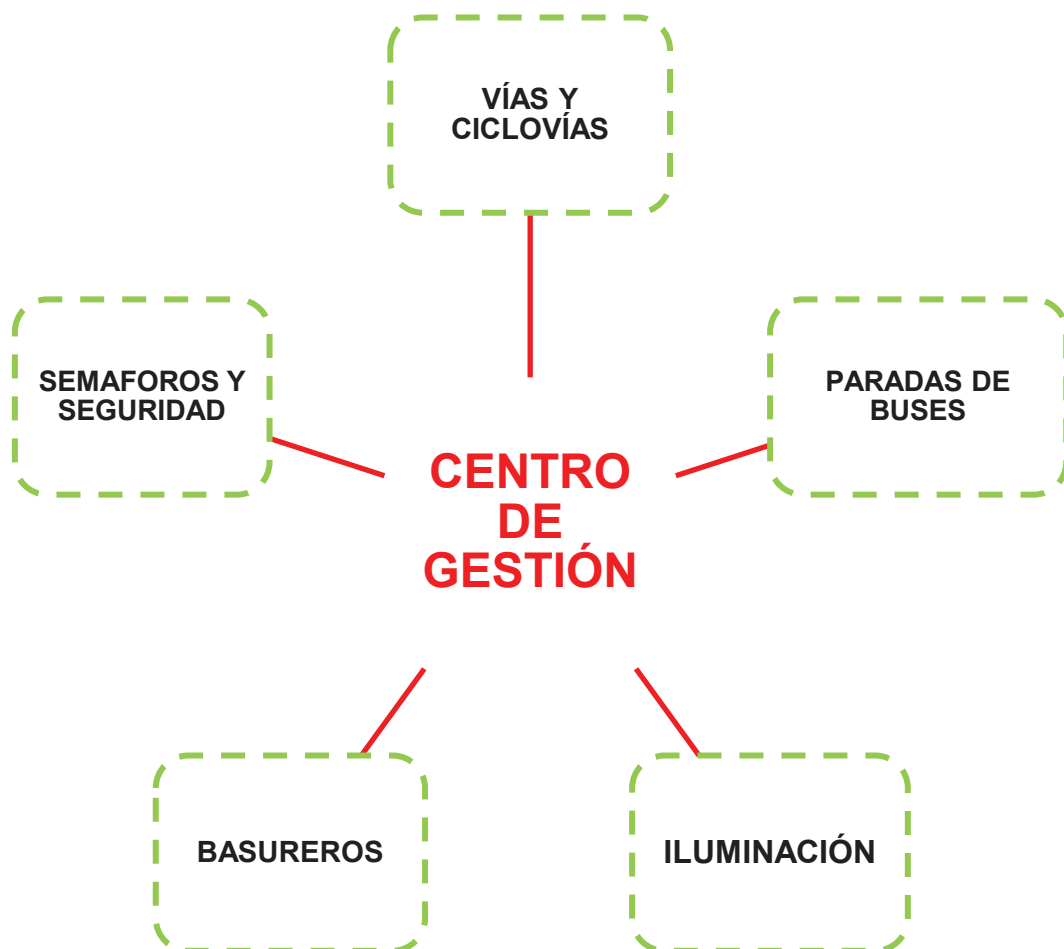 VÍAS Y
CICLOVÍAS
SEMAFOROS Y
SEGURIDAD
PARADAS DE
BUSES
CENTRO
DE
GESTIÓN
BASUREROS
ILUMINACIÓN